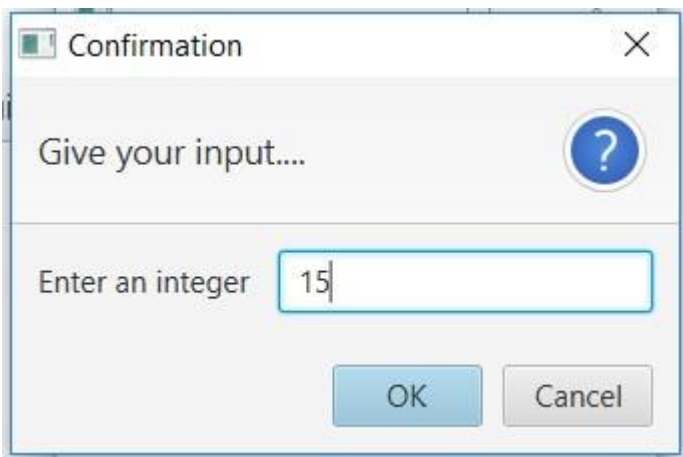 Confirmation
Give your input....
?
Enter an integer 15
OK Cancel